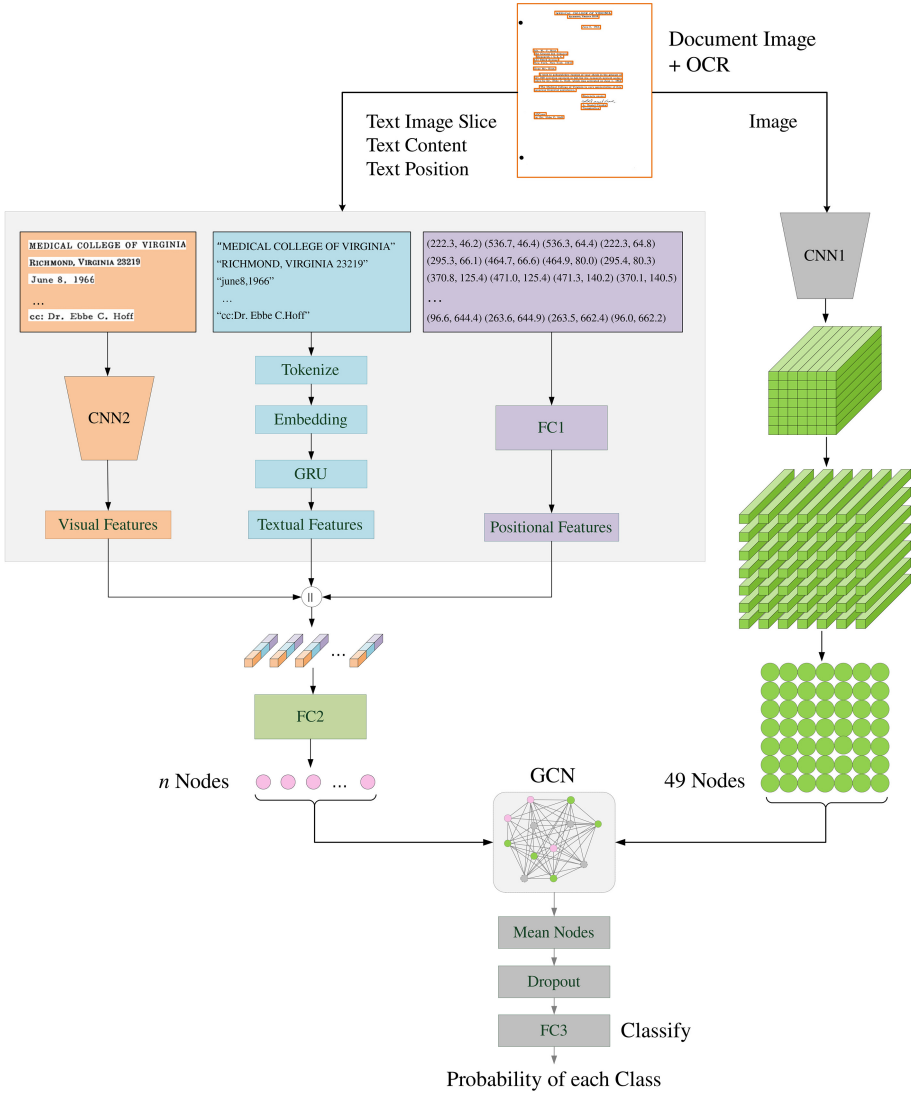 Document Image
+ OCR
Text Image Slice
Text Content
Text Position
Image
MEDICAL COLLEGE OF VIRGINIA
RICHMOND, VIRGINIA 23219
June 8, 1966
...
cc: Dr. Ebbe C. Hoff
"MEDICAL COLLEGE OF VIRGINIA"
"RICHMOND, VIRGINIA 23219"
"june8,1966"
...
"cc:Dr. Ebbe C.Hoff"
(222.3, 46.2) (536.7, 46.4) (536.3, 64.4) (222.3, 64.8)
(295.3, 66.1) (464.7, 66.6) (464.9, 80.0) (295.4, 80.3)
(370.8, 125.4) (471.0, 125.4) (471.3, 140.2) (370.1, 140.5)
...
(96.6, 644.4) (263.6, 644.9) (263.5, 662.4) (96.0, 662.2)
CNN1
CNN2
Tokenize
Embedding
GRU
FC1
Visual Features
Textual Features
Positional Features
||
...
FC2
n Nodes
...
GCN
49 Nodes
Mean Nodes
Dropout
FC3
Classify
Probability of each Class